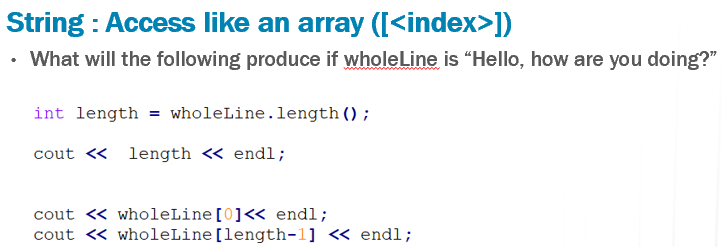 String : Access like an array ([<index>])
• What will the following produce if wholeLine is “Hello, how are you doing?”
int length = wholeLine.length();
cout << length << endl;
cout << wholeLine[0]<< endl;
cout << wholeLine[length-1] << endl;